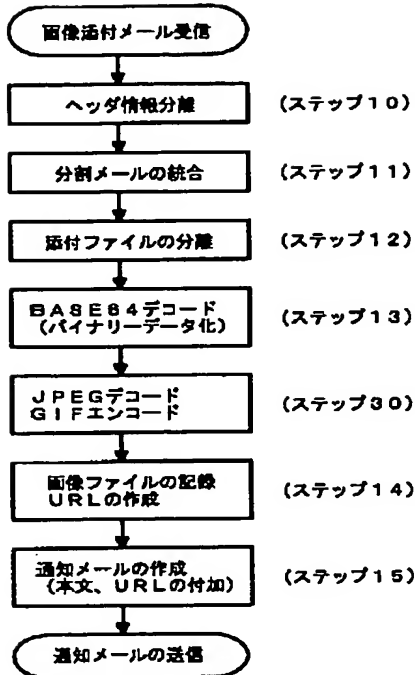 画像添付メール受信
ヘッダ情報分離 (ステップ10)
分割メールの統合 (ステップ11)
添付ファイルの分離 (ステップ12)
BASE64デコード
(バイナリーデータ化) (ステップ13)
JPEGデコード
GIFエンコード (ステップ30)
画像ファイルの記録
URLの作成 (ステップ14)
通知メールの作成
(本文、URLの付加) (ステップ15)
通知メールの送信